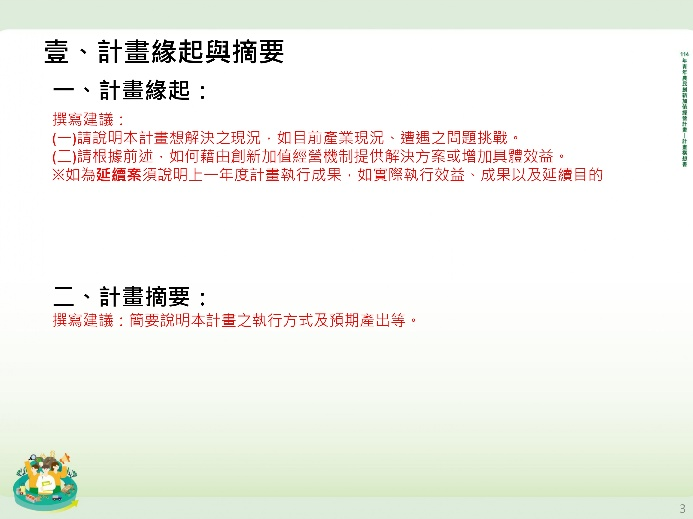 壹、計畫緣起與摘要
一、計畫緣起：
撰寫建議：
(一)請說明本計畫想解決之現況，如目前產業現況、遭遇之問題挑戰。
(二)請根據前述，如何藉由創新加值經營機制提供解決方案或增加具體效益。
※如為延續案須說明上一年度計畫執行成果，如實際執行效益、成果以及延續目的
二、計畫摘要：
撰寫建議：簡要說明本計畫之執行方式及預期產出等。
3